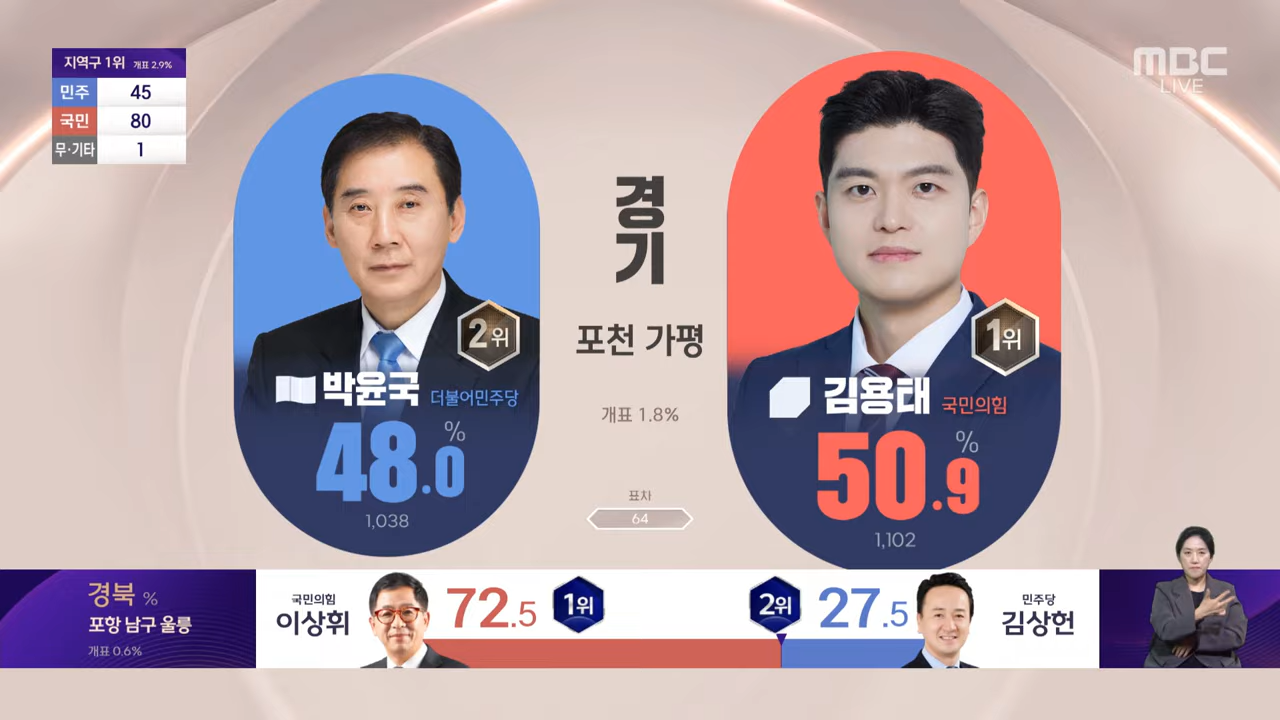 지역구 1위 개표 2.9%
민주 45
국민 80
무·기타 1
MBC
LIVE
경기
포천 가평
개표 1.8%
표차
64
2위
박윤국 더불어민주당
48.0%
1,038
1위
김용태 국민의힘
50.9%
1,102
경북 %
포항 남구 울릉
개표 0.6%
국민의힘
이상휘
72.5
1위
2위
27.5
민주당
김상헌